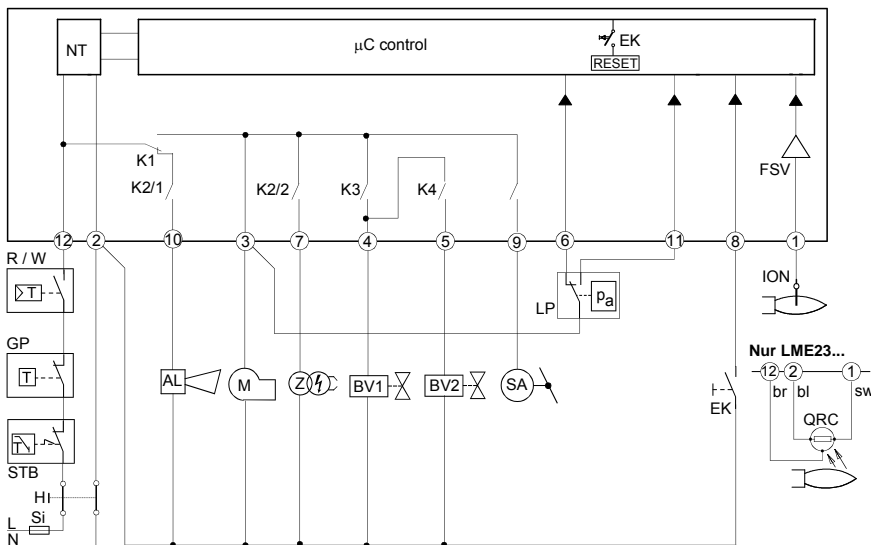 NT
μC control
EK
RESET
FSV
K1
K2/1
K2/2
K3
K4
12
2
10
3
7
4
5
9
6
11
8
1
R / W
T
GP
T
STB
T
H
L
N
Si
AL
M
Z
BV1
BV2
SA
LP
pa
EK
ION
Nur LME23...
12
2
1
br
bl
sw
QRC